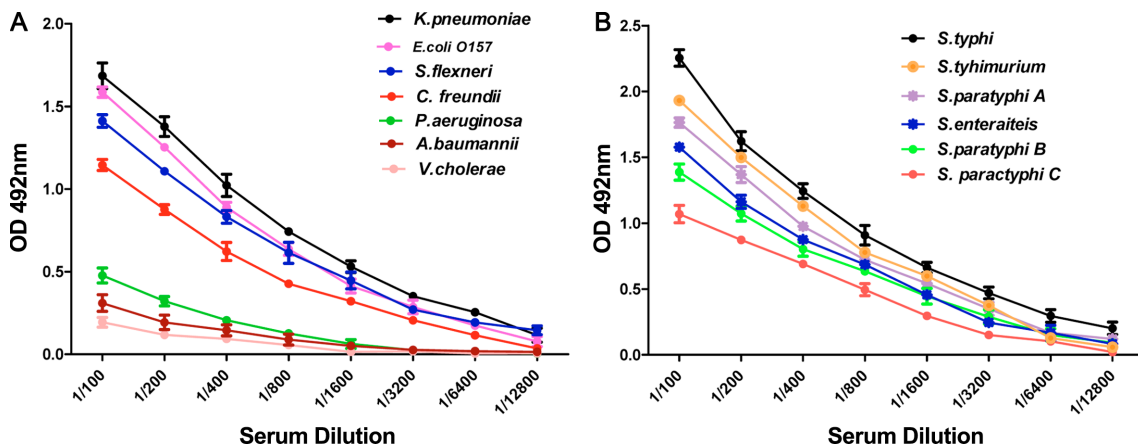 A
OD 492nm
2.0
1.5
1.0
0.5
0.0
K.pneumoniae
E.coli O157
S.flexneri
C. freundii
P.aeruginosa
A.baumannii
V.cholerae
1/100
1/200
1/400
1/800
1/1600
1/3200
1/6400
1/12800
Serum Dilution
B
OD 492nm
2.5
2.0
1.5
1.0
0.5
0.0
S.typhi
S.tyhimurium
S.paratyphi A
S.enteraiteis
S.paratyphi B
S. paractyphi C
1/100
1/200
1/400
1/800
1/1600
1/3200
1/6400
1/12800
Serum Dilution